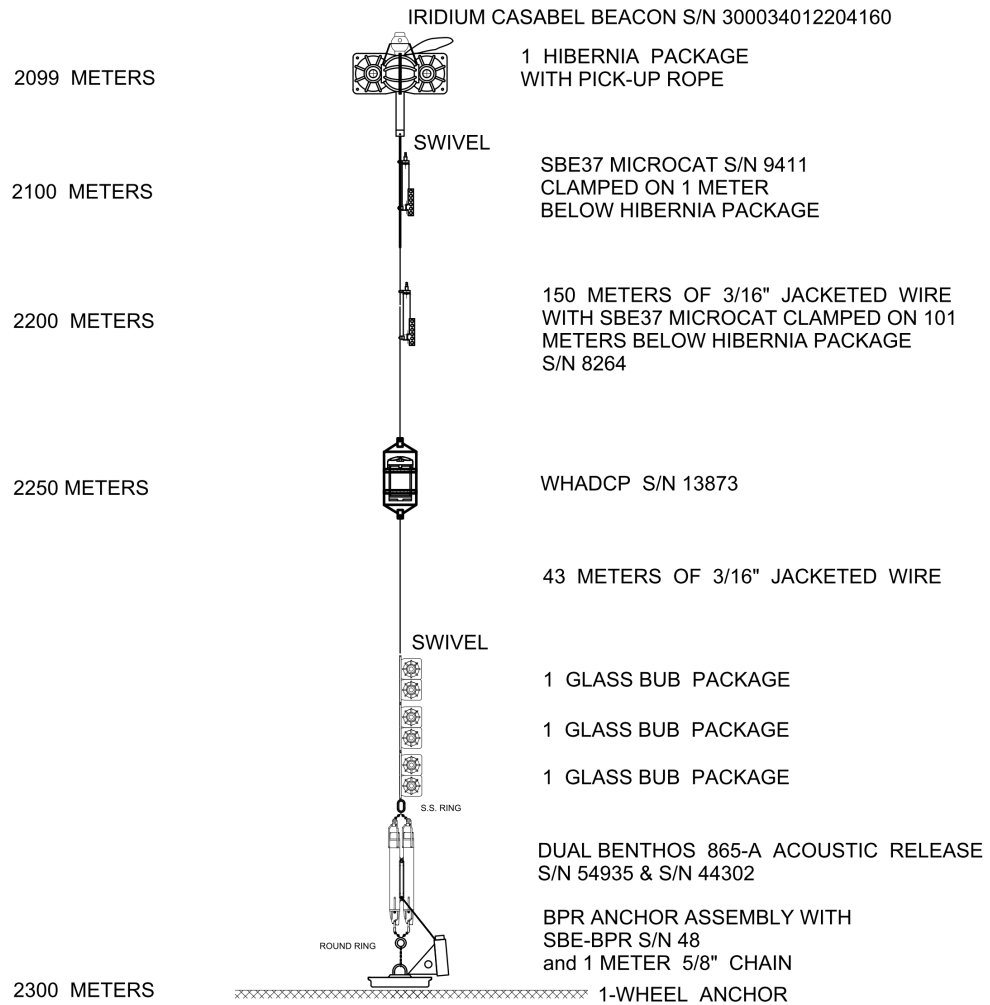 IRIDIUM CASABEL BEACON S/N 300034012204160
2099 METERS
1 HIBERNIA PACKAGE
WITH PICK-UP ROPE
SWIVEL
2100 METERS
SBE37 MICROCAT S/N 9411
CLAMPED ON 1 METER
BELOW HIBERNIA PACKAGE
2200 METERS
150 METERS OF 3/16" JACKETED WIRE
WITH SBE37 MICROCAT CLAMPED ON 101
METERS BELOW HIBERNIA PACKAGE
S/N 8264
2250 METERS
WHADCP S/N 13873
43 METERS OF 3/16" JACKETED WIRE
SWIVEL
1 GLASS BUB PACKAGE
1 GLASS BUB PACKAGE
1 GLASS BUB PACKAGE
S.S. RING
DUAL BENTHOS 865-A ACOUSTIC RELEASE
S/N 54935 & S/N 44302
BPR ANCHOR ASSEMBLY WITH
SBE-BPR S/N 48
and 1 METER 5/8" CHAIN
ROUND RING
2300 METERS
1-WHEEL ANCHOR